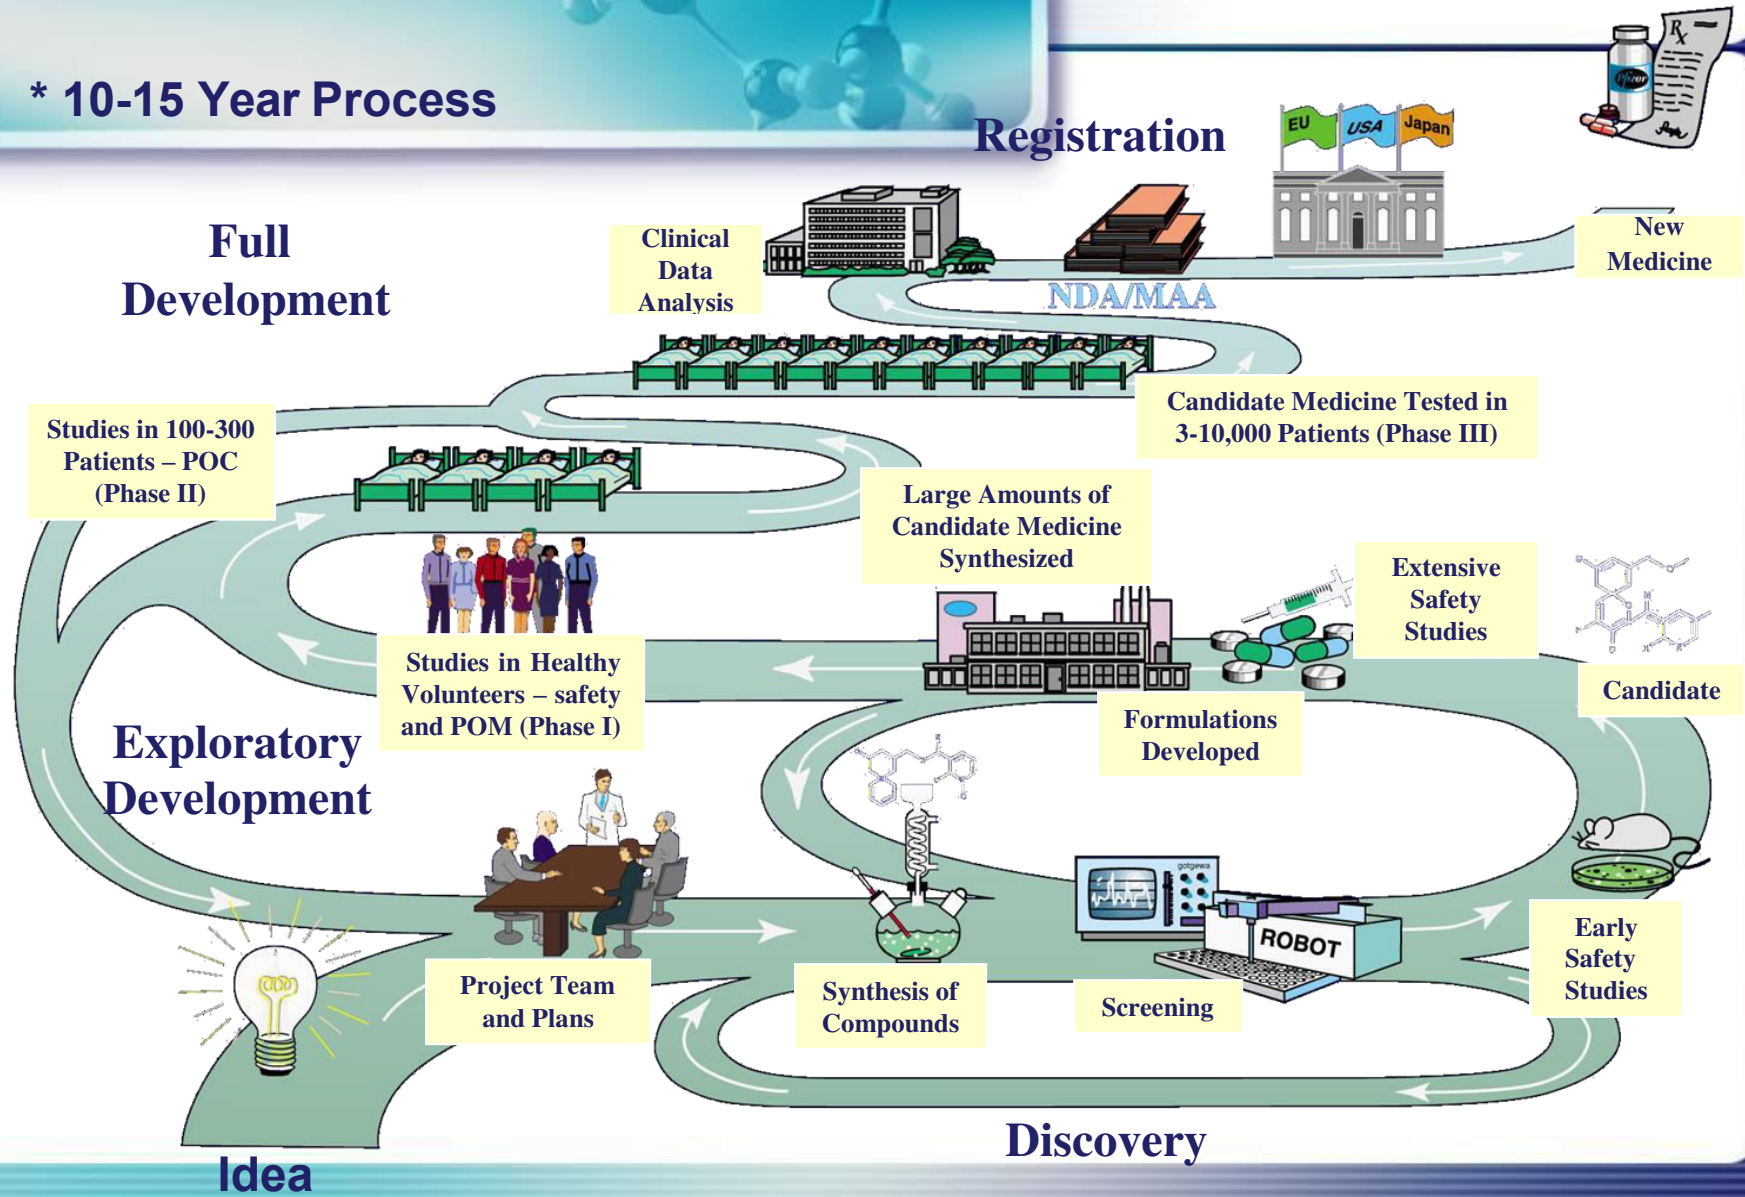 * 10-15 Year Process
Rx
Pfizer
Registration
EU
USA
Japan
Full
Development
Clinical
Data
Analysis
New
Medicine
NDA/MAA
Candidate Medicine Tested in
3-10,000 Patients (Phase III)
Studies in 100-300
Patients – POC
(Phase II)
Large Amounts of
Candidate Medicine
Synthesized
Extensive
Safety
Studies
Studies in Healthy
Volunteers – safety
and POM (Phase I)
Candidate
Formulations
Developed
Exploratory
Development
gotgewa
ROBOT
Early
Safety
Studies
Project Team
and Plans
Synthesis of
Compounds
Screening
Discovery
Idea